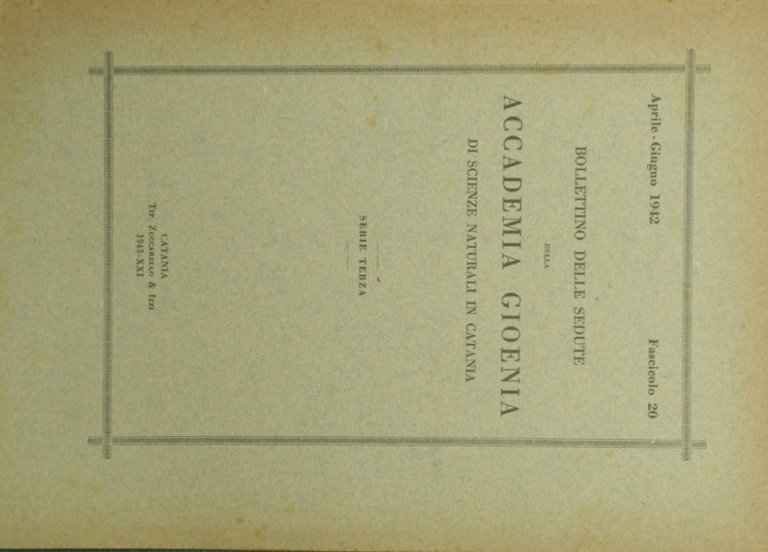 Aprile - Giugno 1942 Fascicolo 20
BOLLETTINO DELLE SEDUTE
DELLA
ACCADEMIA GIOENIA
DI SCIENZE NATURALI IN CATANIA
SERIE TERZA
CATANIA
Tip. Zuccarello & Izzi
1943-XXI